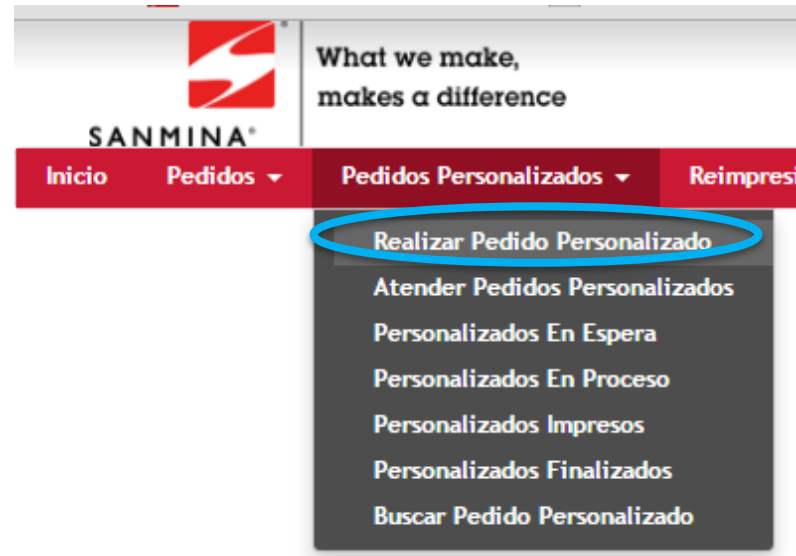 What we make,
makes a difference
SANMINA®
Inicio Pedidos Pedidos Personalizados Reimpresi
Realizar Pedido Personalizado
Atender Pedidos Personalizados
Personalizados En Espera
Personalizados En Proceso
Personalizados Impresos
Personalizados Finalizados
Buscar Pedido Personalizado